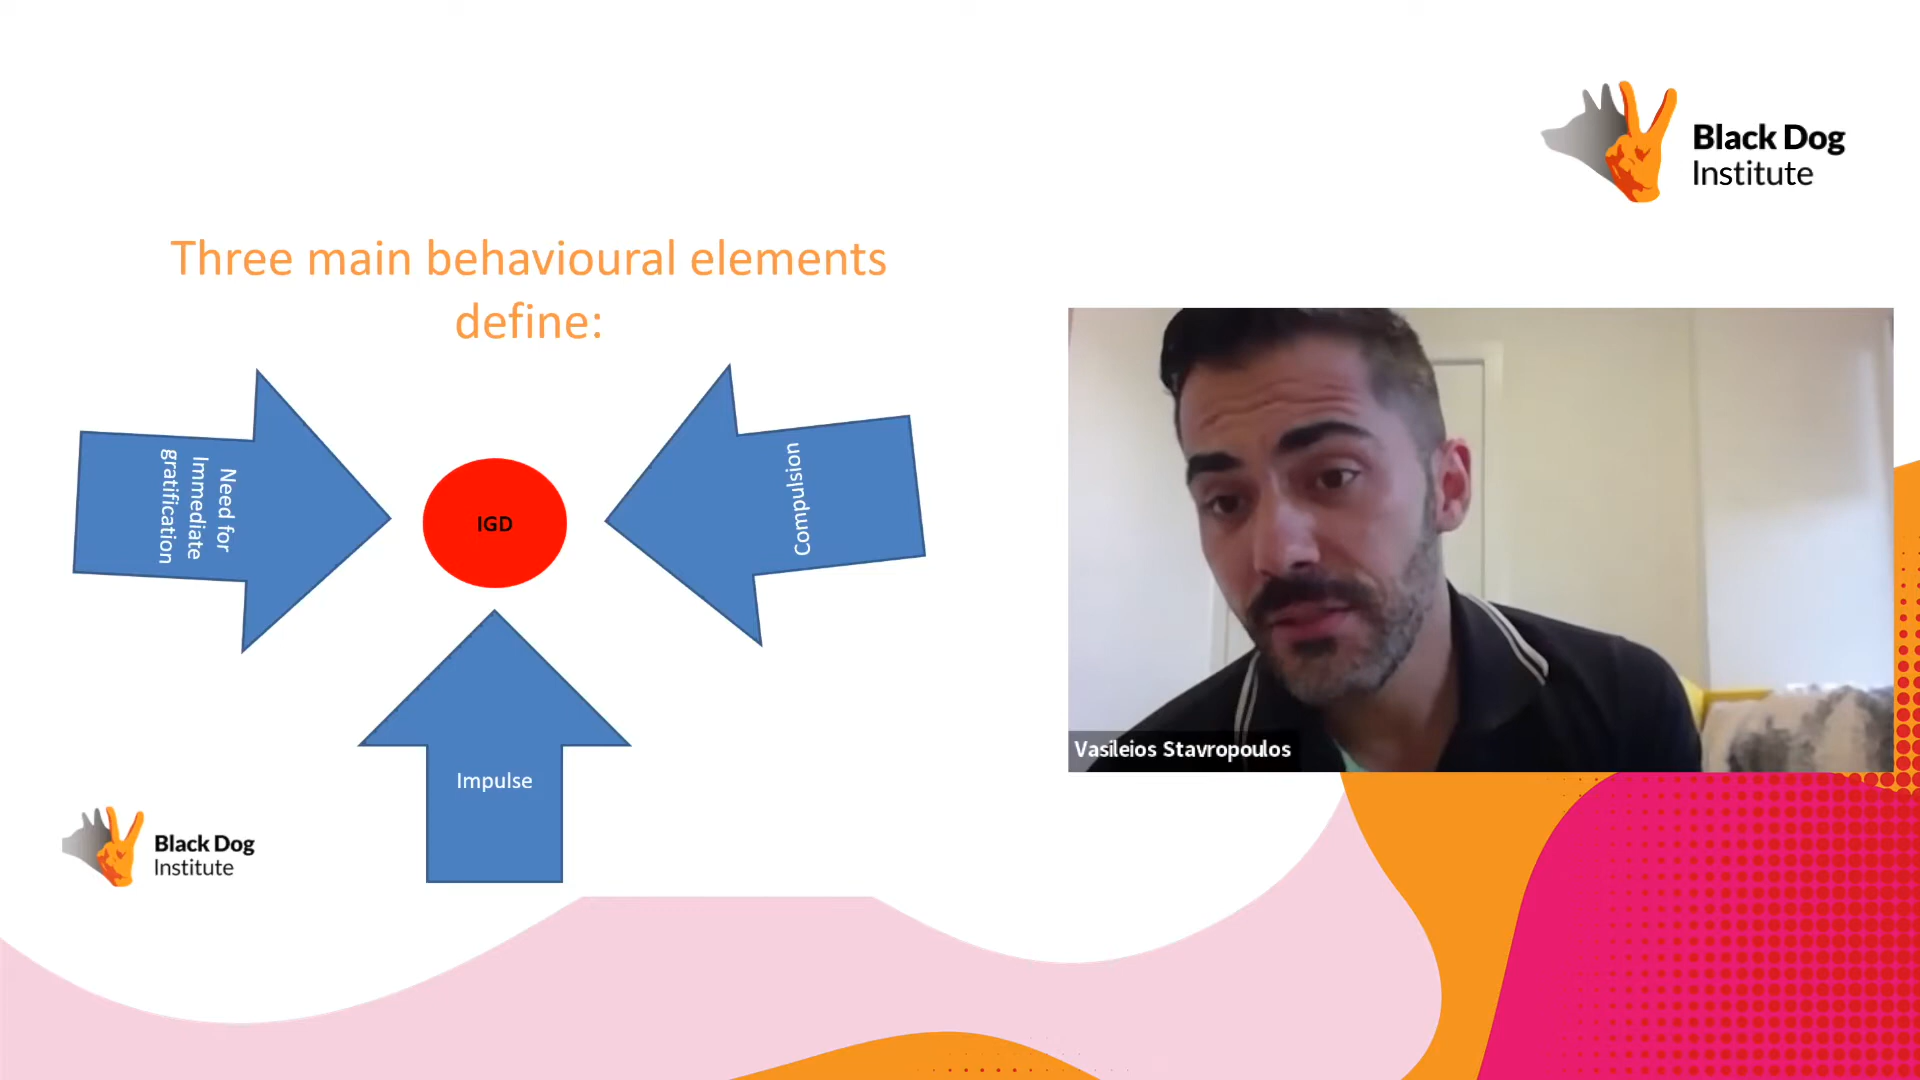 Black Dog
Institute
Three main behavioural elements
define:
Need for
Immediate
gratification
IGD
Compulsion
Impulse
Vasileios Stavropoulos
Black Dog
Institute